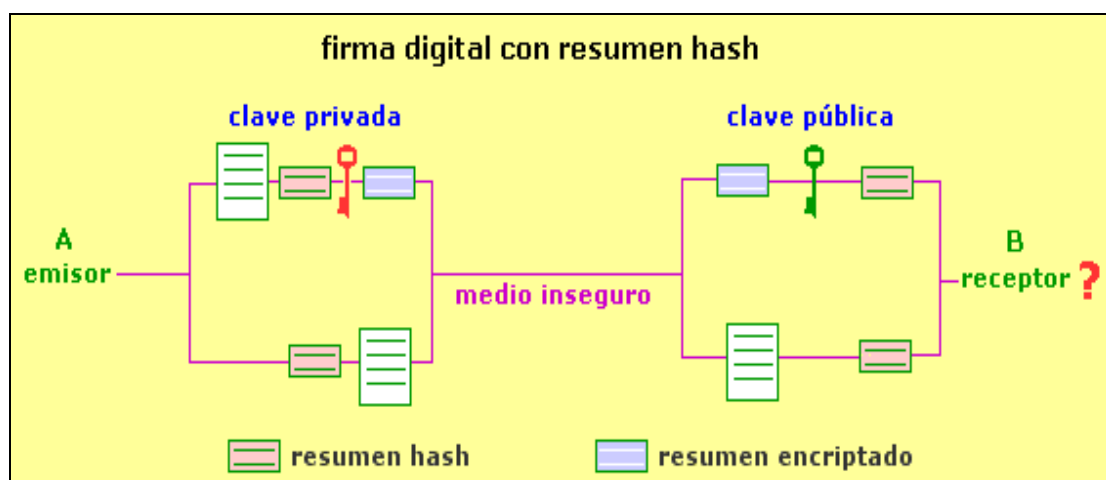 firma digital con resumen hash
clave privada
clave pública
A
emisor
medio inseguro
B
receptor ?
resumen hash
resumen encriptado